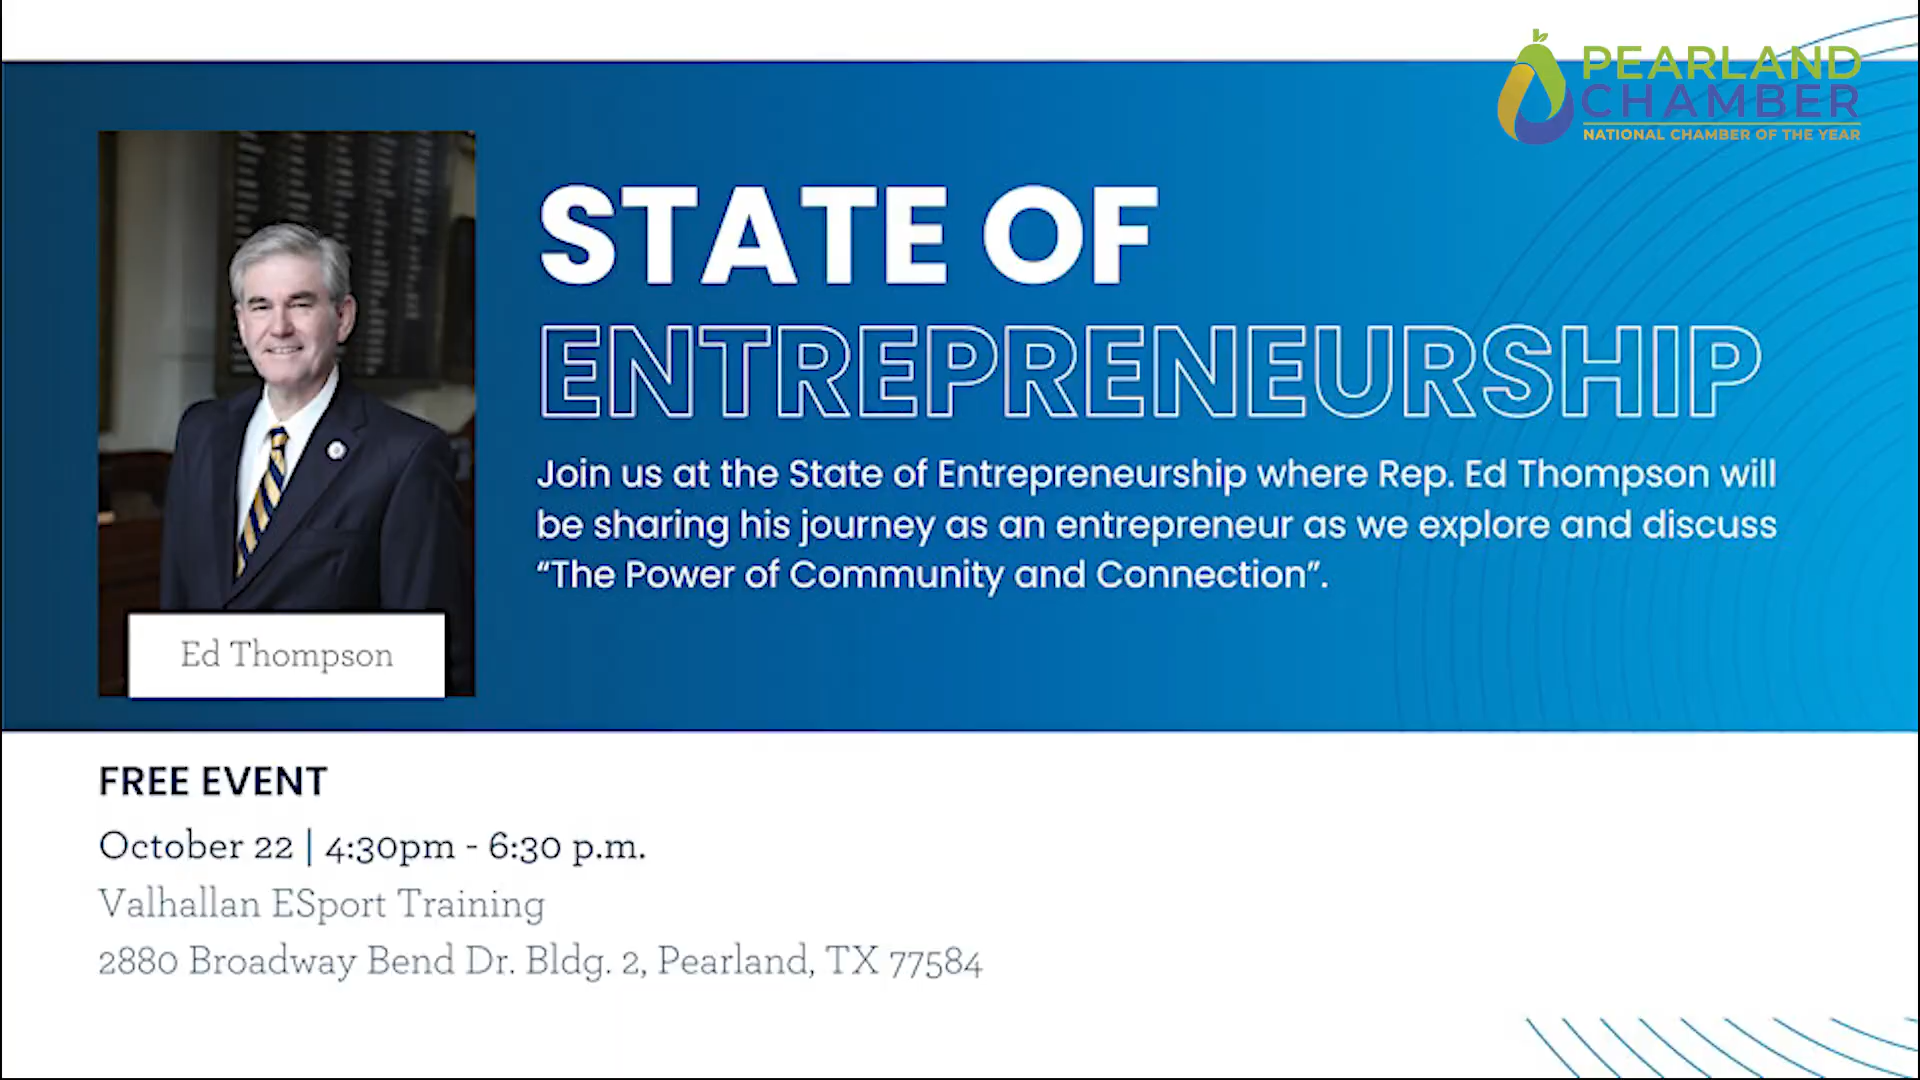 PEARLAND
CHAMBER
NATIONAL CHAMBER OF THE YEAR
STATE OF
ENTREPRENEURSHIP
Join us at the State of Entrepreneurship where Rep. Ed Thompson will
be sharing his journey as an entrepreneur as we explore and discuss
“The Power of Community and Connection”.
Ed Thompson
FREE EVENT
October 22 | 4:30pm - 6:30 p.m.
Valhallan ESport Training
2880 Broadway Bend Dr. Bldg. 2, Pearland, TX 77584